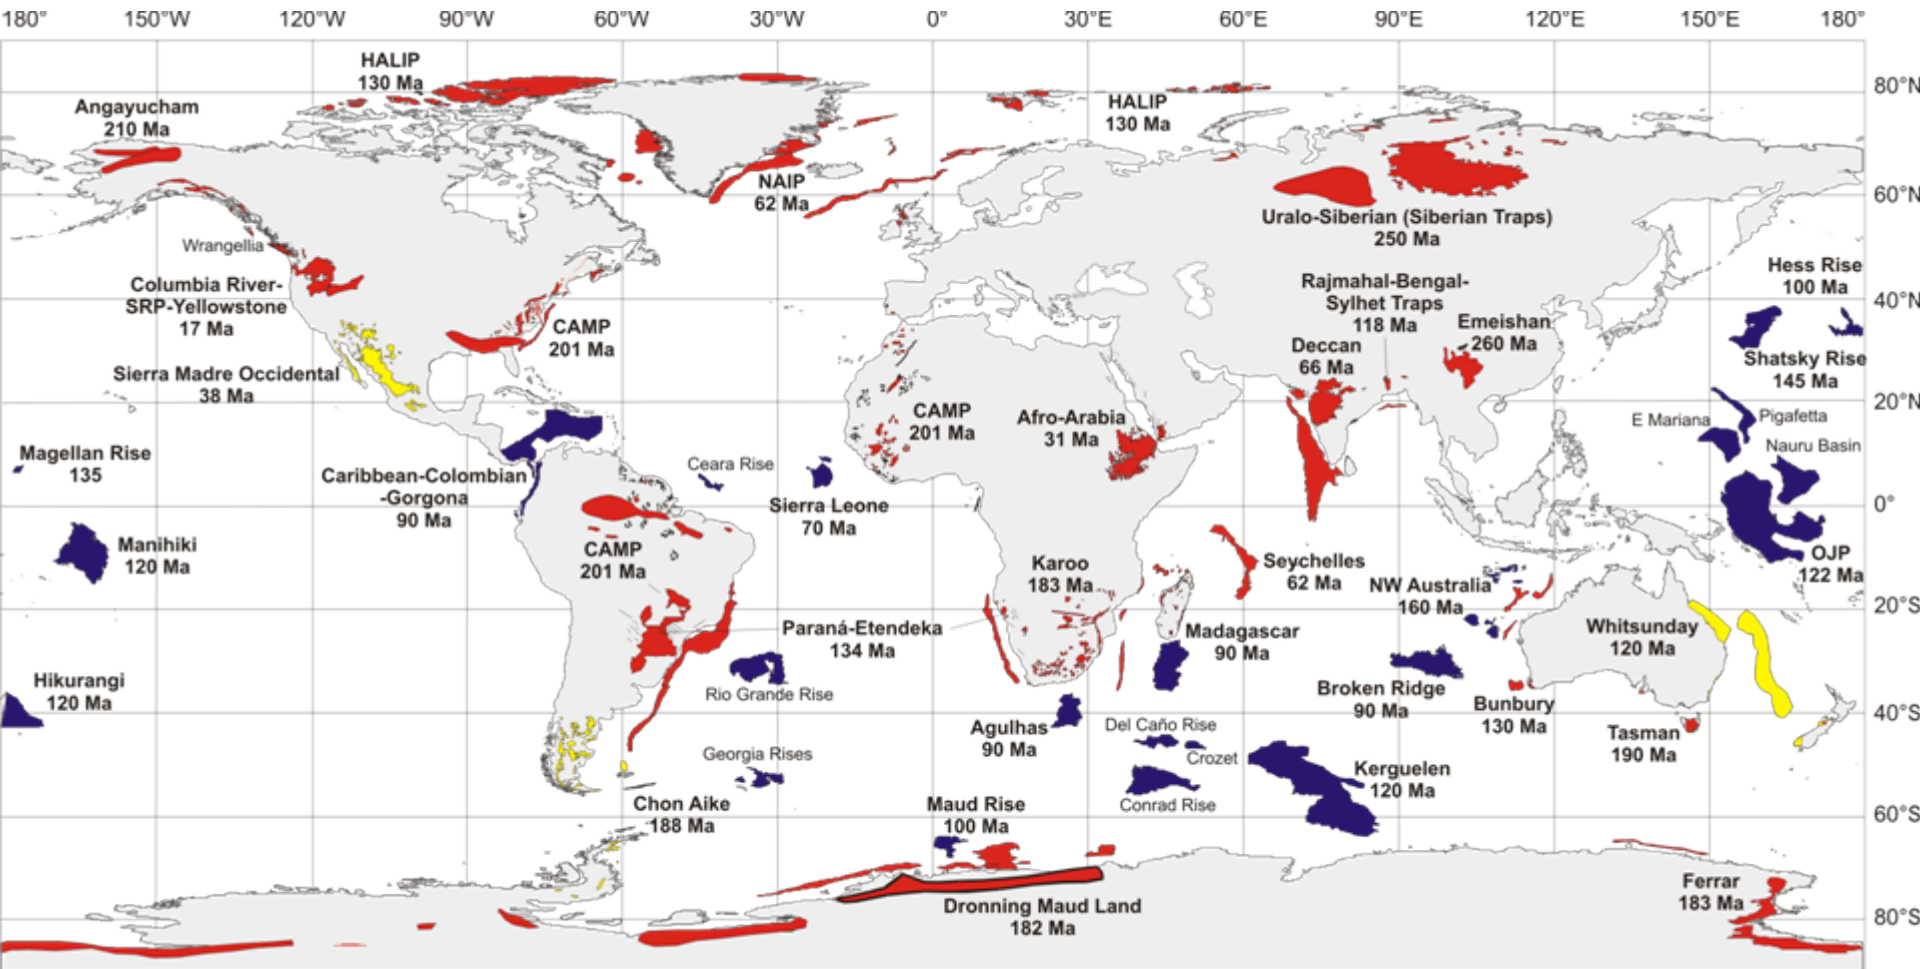 180° 150°W 120°W 90°W 60°W 30°W 0° 30°E 60°E 90°E 120°E 150°E 180°
80°N
60°N
40°N
20°N
0°
20°S
40°S
60°S
80°S
HALIP
130 Ma
Angayucham
210 Ma
HALIP
130 Ma
NAIP
62 Ma
Uralo-Siberian (Siberian Traps)
250 Ma
Wrangellia
Columbia River-
SRP-Yellowstone
17 Ma
CAMP
201 Ma
Sierra Madre Occidental
38 Ma
Rajmahal-Bengal-
Sylhet Traps
118 Ma
Emeishan
260 Ma
Deccan
66 Ma
Hess Rise
100 Ma
Shatsky Rise
145 Ma
E Mariana
Pigafetta
Nauru Basin
Magellan Rise
135
Caribbean-Colombian
-Gorgona
90 Ma
Ceara Rise
Sierra Leone
70 Ma
CAMP
201 Ma
Afro-Arabia
31 Ma
Manihiki
120 Ma
CAMP
201 Ma
Karoo
183 Ma
Seychelles
62 Ma
NW Australia
160 Ma
OJP
122 Ma
Paraná-Etendeka
134 Ma
Madagascar
90 Ma
Whitsunday
120 Ma
Hikurangi
120 Ma
Rio Grande Rise
Broken Ridge
90 Ma
Bunbury
130 Ma
Agulhas
90 Ma
Del Caño Rise
Crozet
Tasman
190 Ma
Georgia Rises
Conrad Rise
Kerguelen
120 Ma
Chon Aike
188 Ma
Maud Rise
100 Ma
Dronning Maud Land
182 Ma
Ferrar
183 Ma